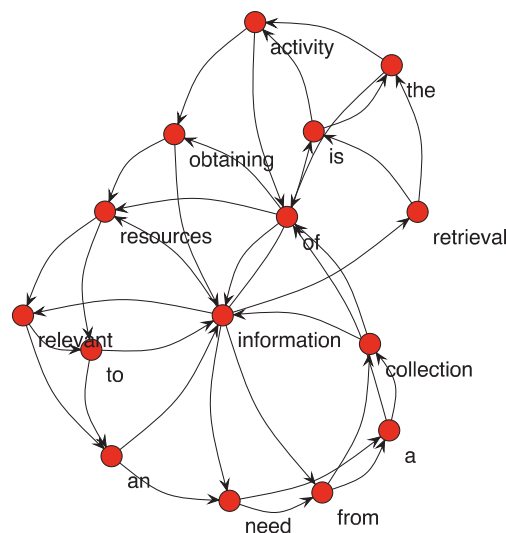 activity
the
obtaining
is
resources
of
retrieval
relevant
information
to
collection
a
an
need
from